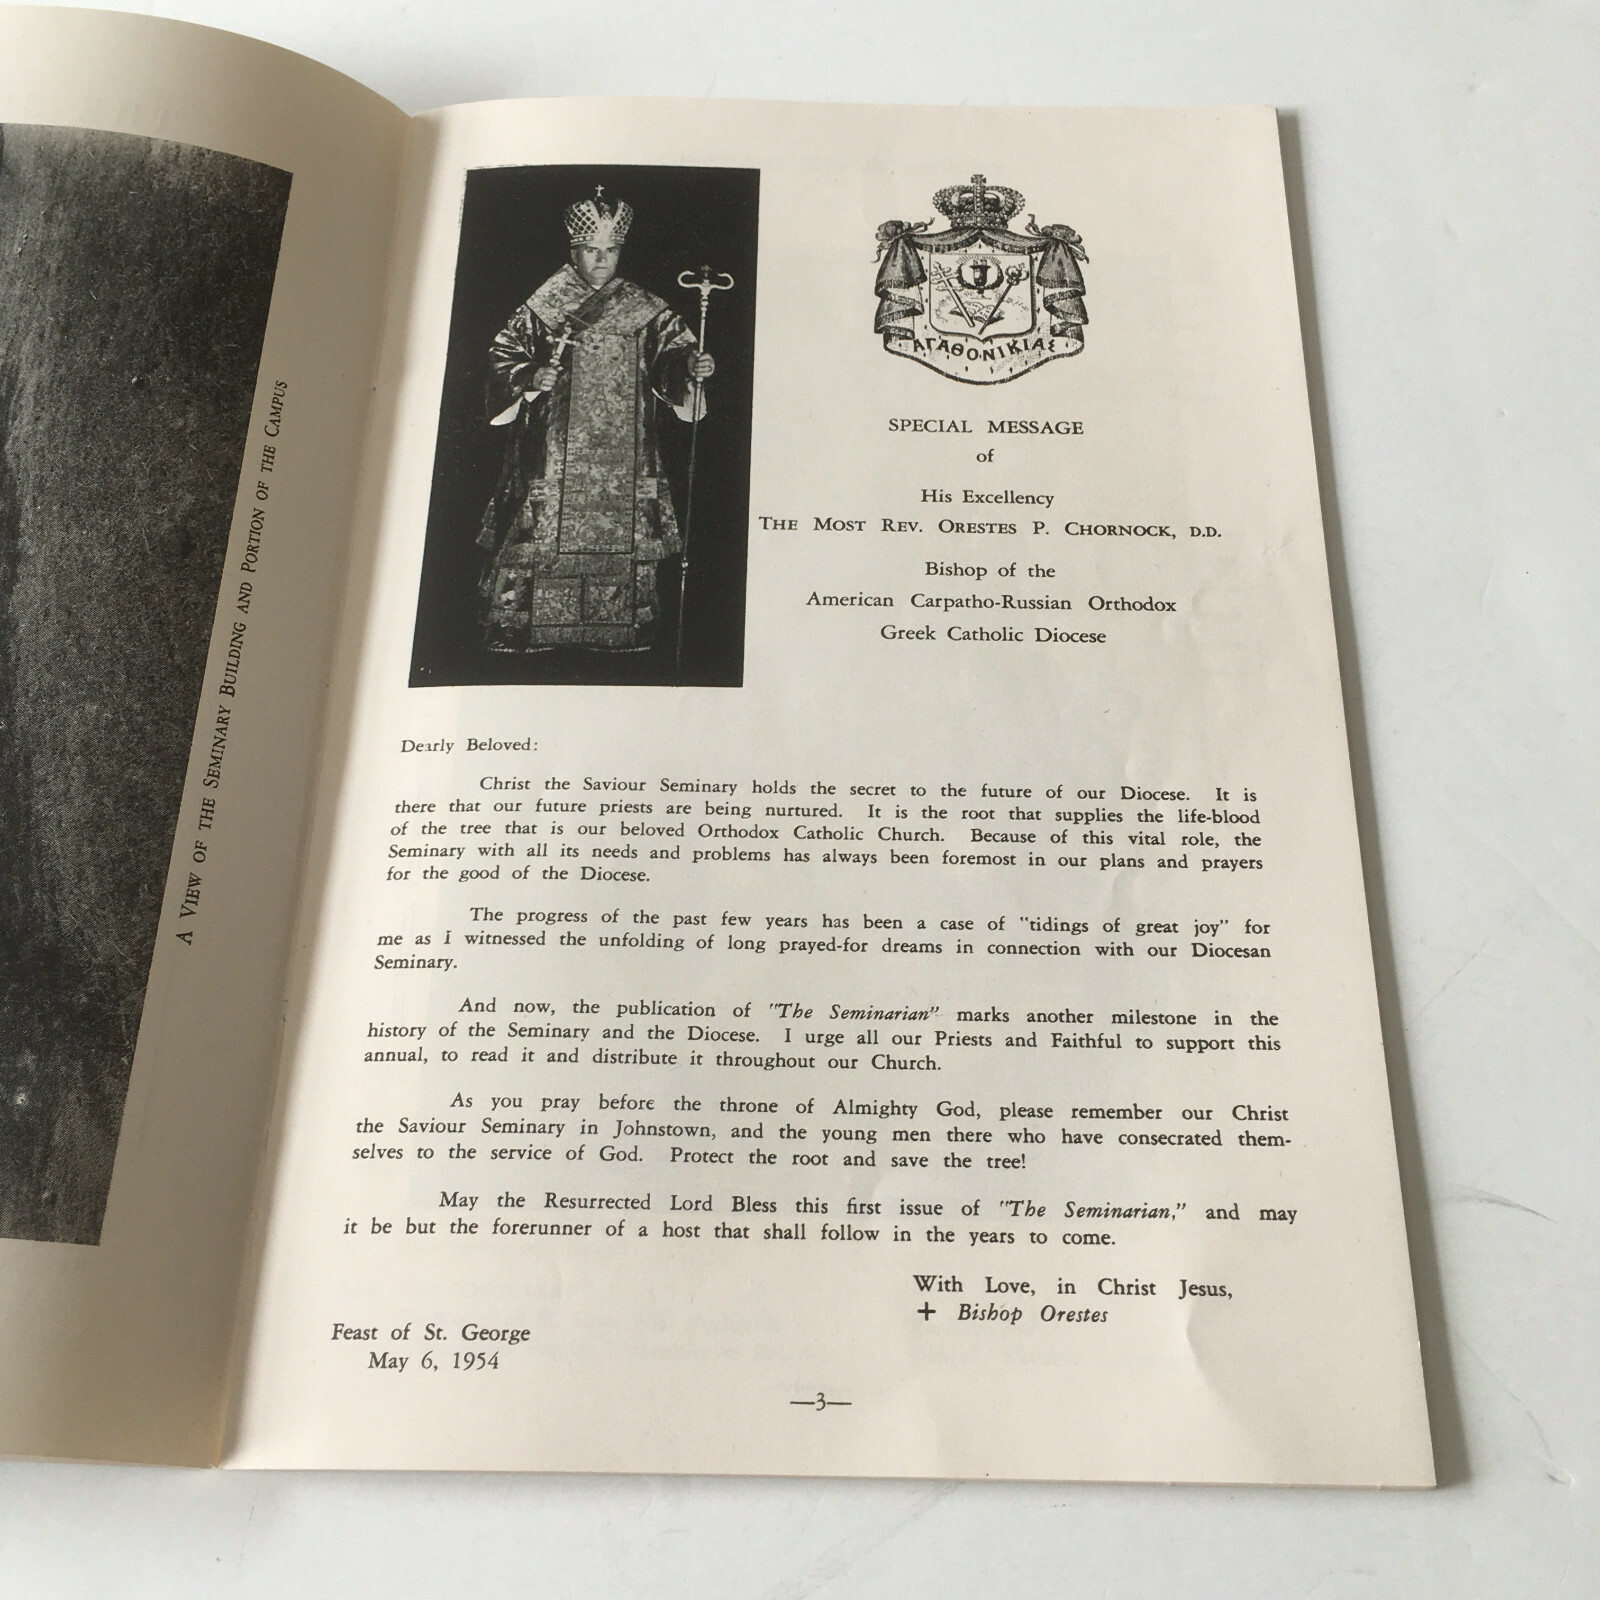 A VIEW OF THE SEMINARY BUILDING AND PORTION OF THE CAMPUS
ΑΓΑΘΟΝΙΚΙΑΣ
SPECIAL MESSAGE
of
His Excellency
THE MOST REV. ORESTES P. CHORNOCK, D.D.
Bishop of the
American Carpatho-Russian Orthodox
Greek Catholic Diocese
Dearly Beloved:
Christ the Saviour Seminary holds the secret to the future of our Diocese. It is
there that our future priests are being nurtured. It is the root that supplies the life-blood
of the tree that is our beloved Orthodox Catholic Church. Because of this vital role, the
Seminary with all its needs and problems has always been foremost in our plans and prayers
for the good of the Diocese.
The progress of the past few years has been a case of "tidings of great joy" for
me as I witnessed the unfolding of long prayed-for dreams in connection with our Diocesan
Seminary.
And now, the publication of "The Seminarian" marks another milestone in the
history of the Seminary and the Diocese. I urge all our Priests and Faithful to support this
annual, to read it and distribute it throughout our Church.
As you pray before the throne of Almighty God, please remember our Christ
the Saviour Seminary in Johnstown, and the young men there who have consecrated them-
selves to the service of God. Protect the root and save the tree!
May the Resurrected Lord Bless this first issue of "The Seminarian," and may
it be but the forerunner of a host that shall follow in the years to come.
With Love, in Christ Jesus,
+ Bishop Orestes
Feast of St. George
May 6, 1954
—3—